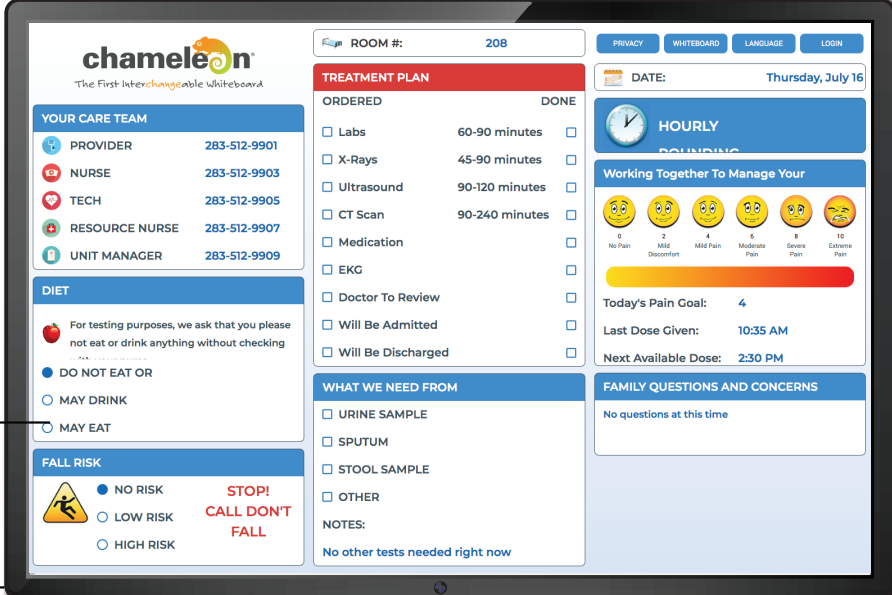 chameleon
The First Interchangeable Whiteboard
YOUR CARE TEAM
PROVIDER 283-512-9901
NURSE 283-512-9903
TECH 283-512-9905
RESOURCE NURSE 283-512-9907
UNIT MANAGER 283-512-9909
DIET
For testing purposes, we ask that you please
not eat or drink anything without checking
DO NOT EAT OR
MAY DRINK
MAY EAT
FALL RISK
NO RISK
LOW RISK
HIGH RISK
STOP!
CALL DON'T
FALL
ROOM #: 208
TREATMENT PLAN
ORDERED DONE
Labs 60-90 minutes
X-Rays 45-90 minutes
Ultrasound 90-120 minutes
CT Scan 90-240 minutes
Medication
EKG
Doctor To Review
Will Be Admitted
Will Be Discharged
WHAT WE NEED FROM
URINE SAMPLE
SPUTUM
STOOL SAMPLE
OTHER
NOTES:
No other tests needed right now
PRIVACY WHITEBOARD LANGUAGE LOGIN
DATE: Thursday, July 16
HOURLY
ROUNDING
Working Together To Manage Your
0 2 4 6 8 10
No Pain Mild Discomfort Mild Pain Moderate Pain Severe Pain Extreme Pain
Today's Pain Goal: 4
Last Dose Given: 10:35 AM
Next Available Dose: 2:30 PM
FAMILY QUESTIONS AND CONCERNS
No questions at this time